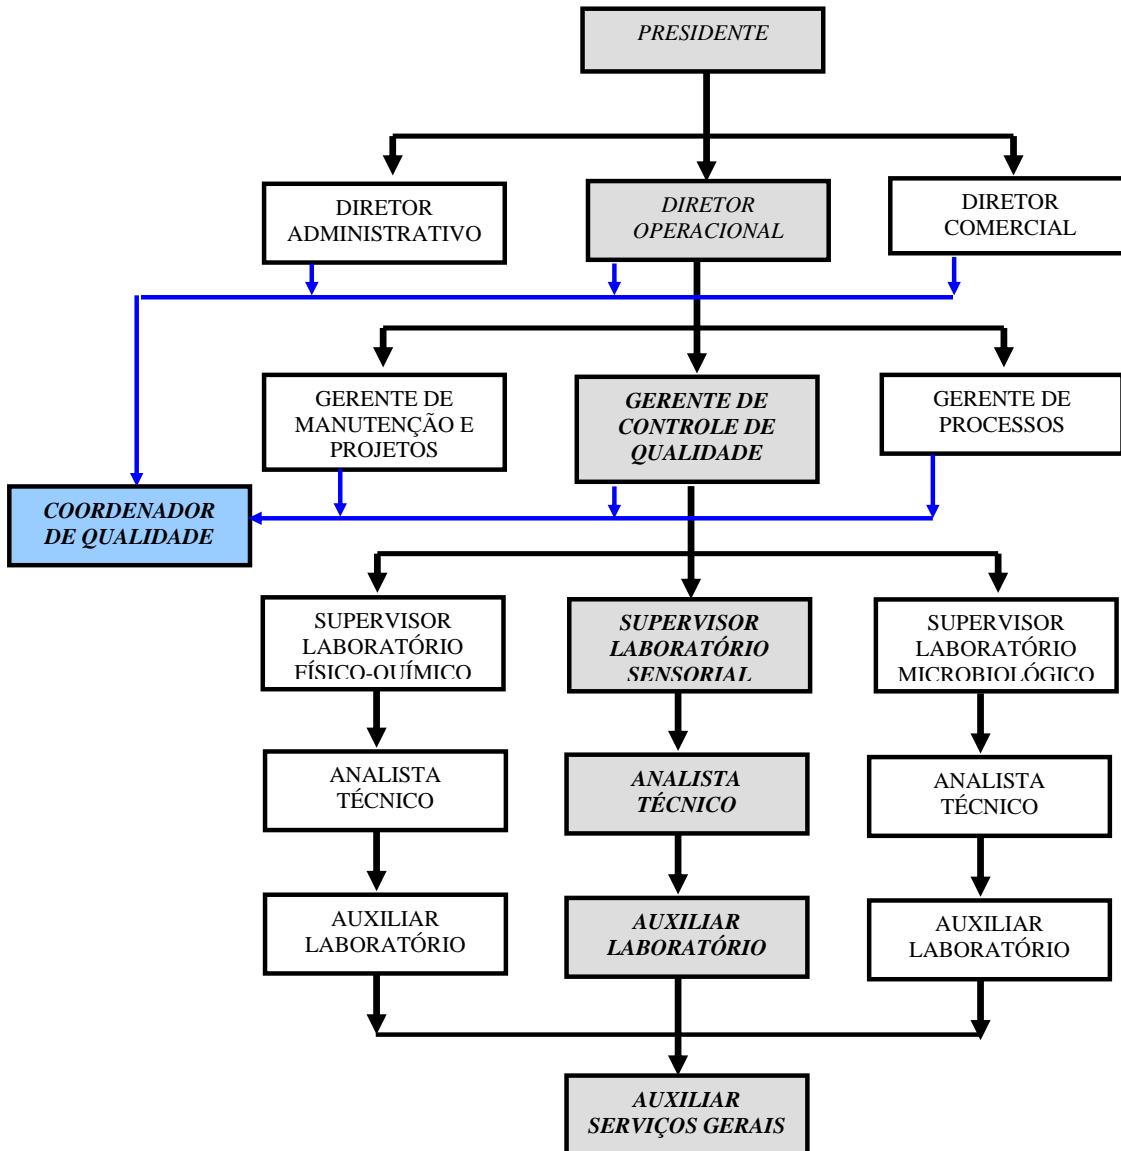 PRESIDENTE
DIRETOR
ADMINISTRATIVO
DIRETOR
OPERACIONAL
DIRETOR
COMERCIAL
GERENTE DE
MANUTENÇÃO E
PROJETOS
GERENTE DE
CONTROLE DE
QUALIDADE
GERENTE DE
PROCESSOS
COORDENADOR
DE QUALIDADE
SUPERVISOR
LABORATÓRIO
FÍSICO-QUÍMICO
SUPERVISOR
LABORATÓRIO
SENSORIAL
SUPERVISOR
LABORATÓRIO
MICROBIOLÓGICO
ANALISTA
TÉCNICO
ANALISTA
TÉCNICO
ANALISTA
TÉCNICO
AUXILIAR
LABORATÓRIO
AUXILIAR
LABORATÓRIO
AUXILIAR
LABORATÓRIO
AUXILIAR
SERVIÇOS GERAIS